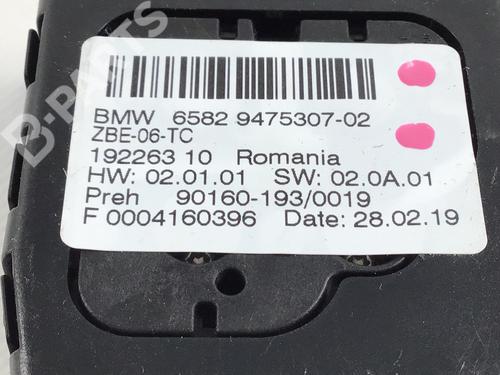 BMW 6582 9475307-02
ZBE-06-TC
192263 10 Romania
HW: 02.01.01 SW: 02.0A.01
Preh 90160-193/0019
F 0004160396 Date: 28.02.19
B-PARTS